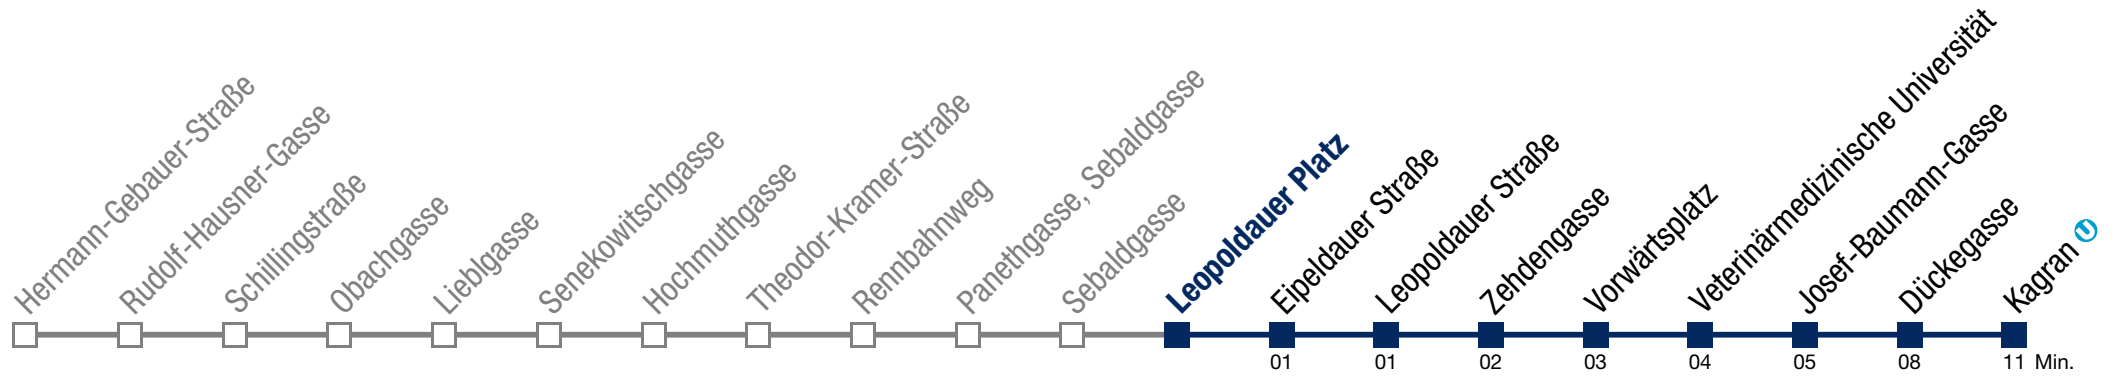 Hermann-Gebauer-Straße
Rudolf-Hausner-Gasse
Schillingstraße
Obachgasse
Lieblgasse
Senekowitschgasse
Hochmuthgasse
Theodor-Kramer-Straße
Rennbahnweg
Panethgasse, Sebaldgasse
Sebaldgasse
Leopoldauer Platz
Eipeldauer Straße
Leopoldauer Straße
Zehdengasse
Vorwärtsplatz
Veterinärmedizinische Universität
Josef-Baumann-Gasse
Dückegasse
Kagran U
01 01 02 03 04 05 08 11 Min.